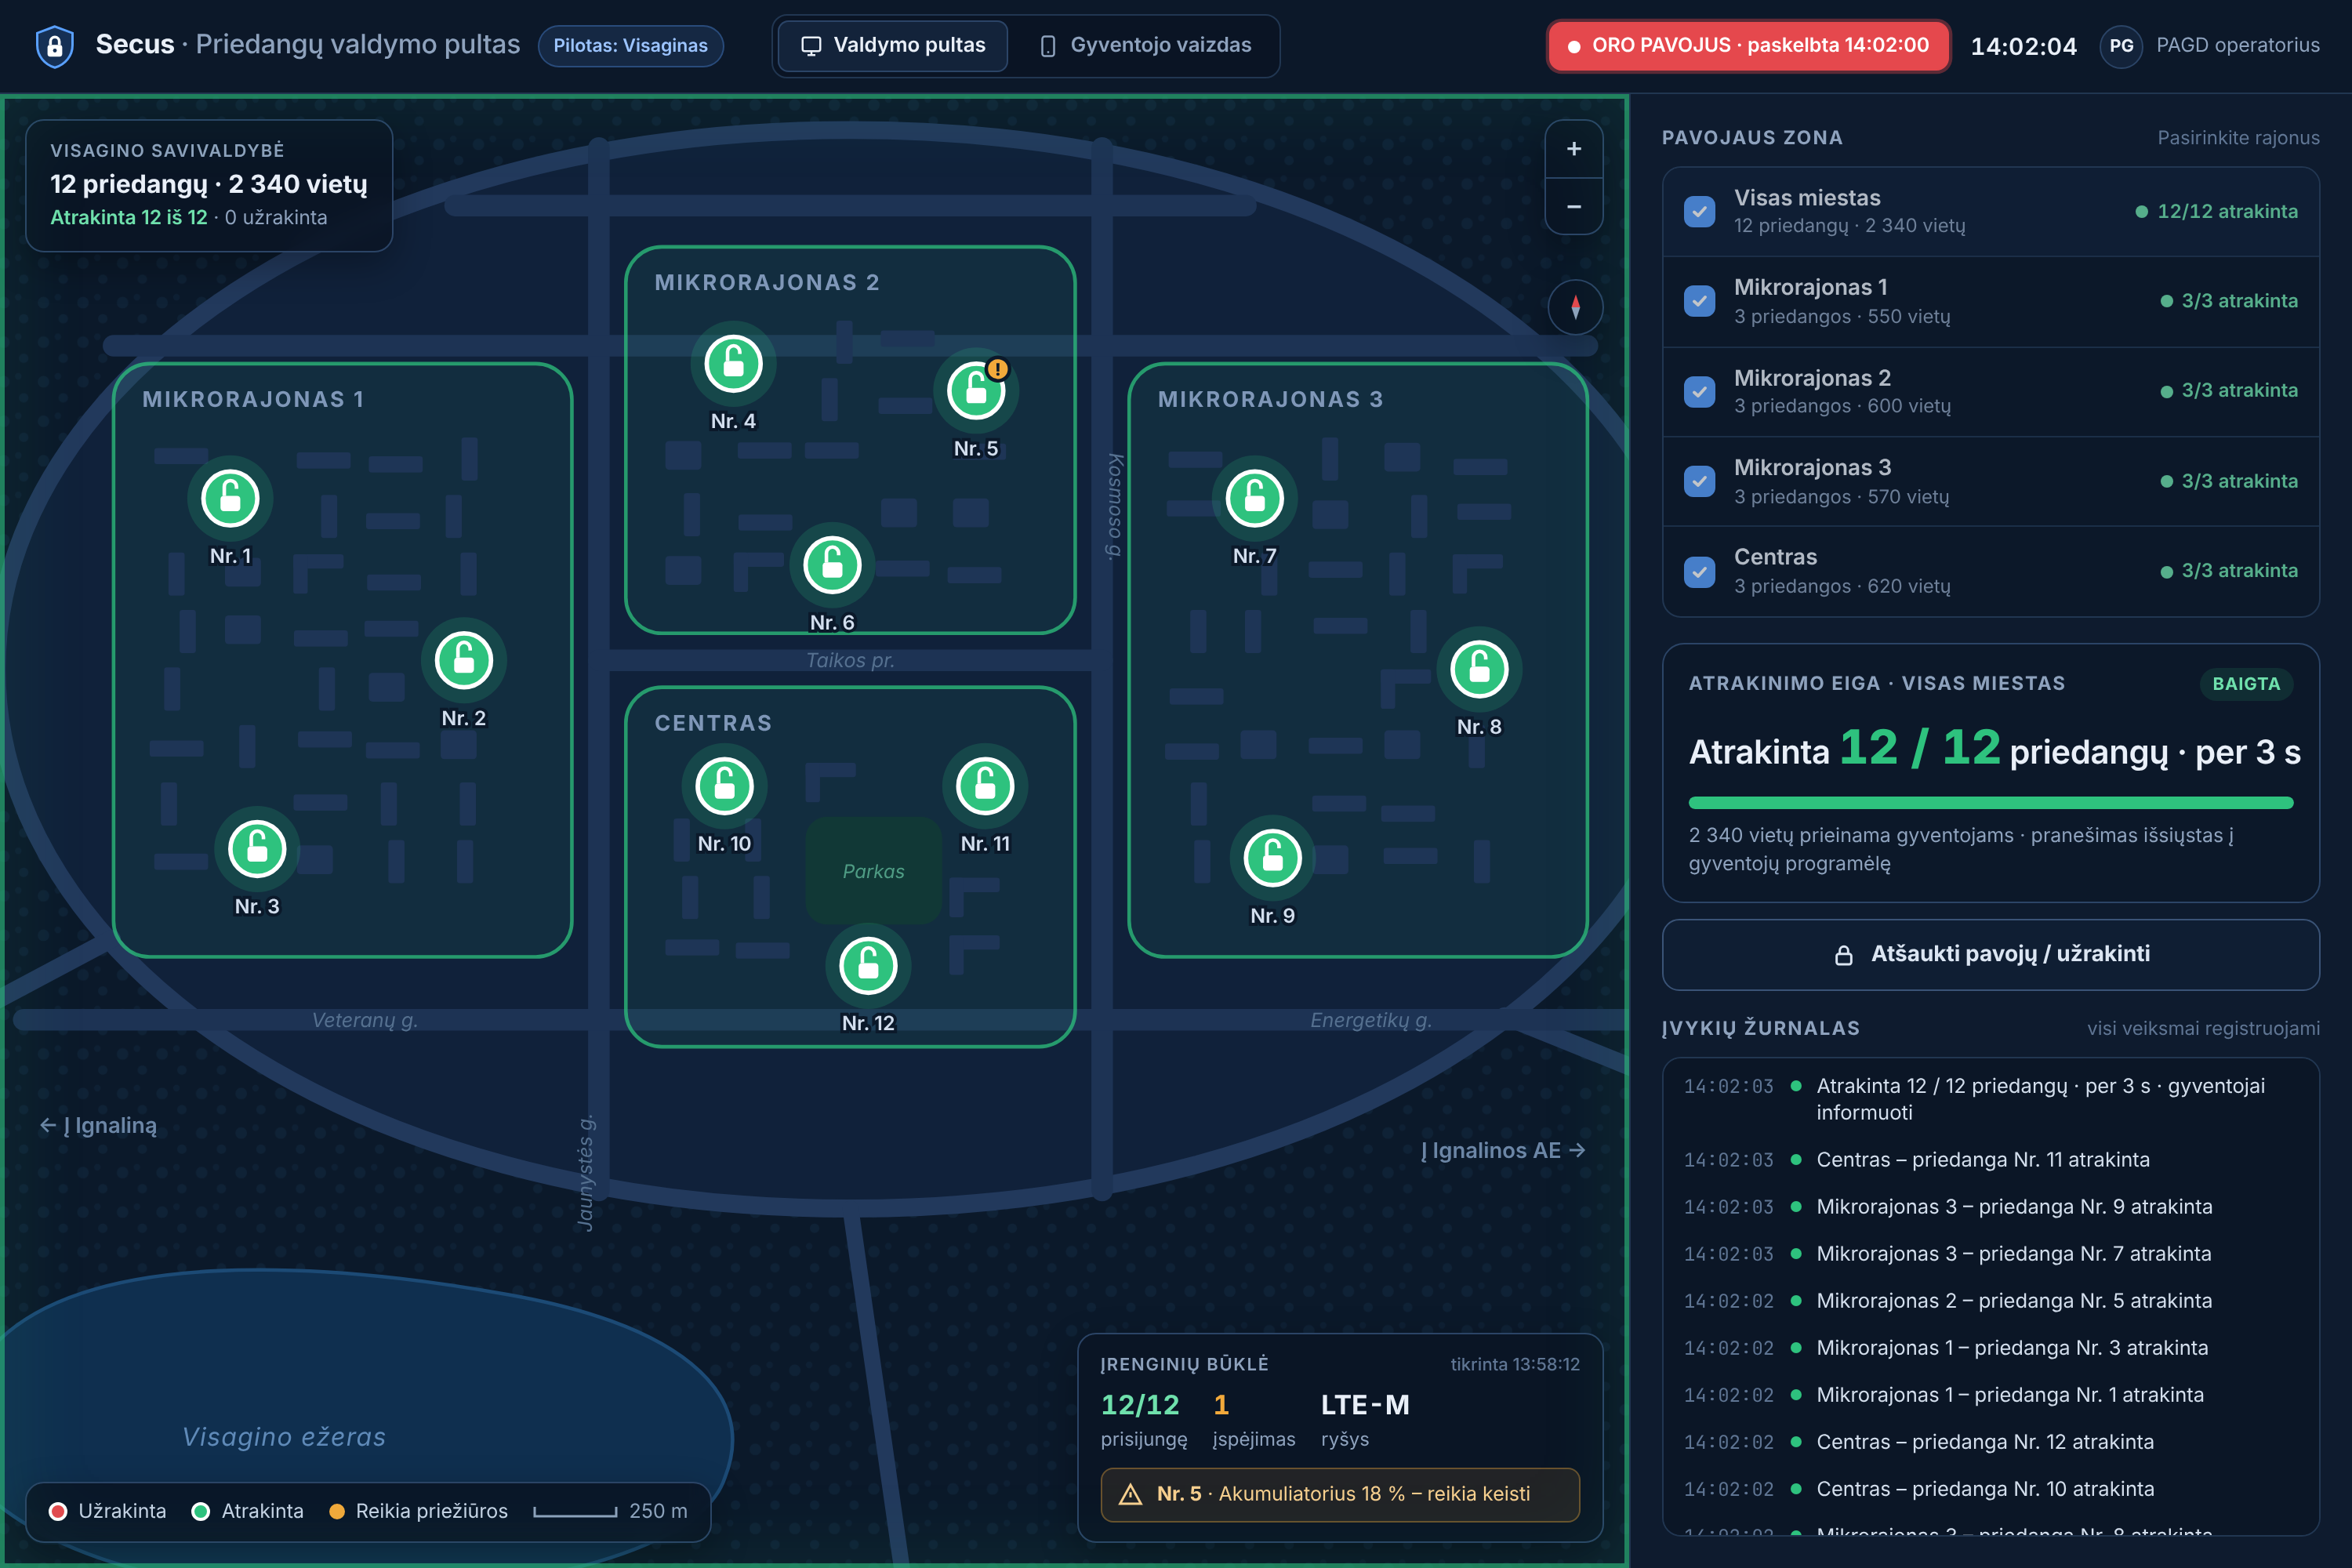 Secus · Priedangų valdymo pultas
Pilotas: Visaginas
Valdymo pultas
Gyventojo vaizdas
ORO PAVOJUS · paskelbta 14:02:00
14:02:04
PG
PAGD operatorius
VISAGINO SAVIVALDYBĖ
12 priedangų · 2 340 vietų
Atrakinta 12 iš 12 · 0 užrakinta
+
−
MIKRORAJONAS 2
Nr. 4
Nr. 5
Nr. 6
MIKRORAJONAS 1
Nr. 1
Nr. 2
Nr. 3
MIKRORAJONAS 3
Nr. 7
Nr. 8
Nr. 9
Kosmoso g.
Taikos pr.
CENTRAS
Nr. 10
Nr. 11
Parkas
Nr. 12
Veteranų g.
Energetikų g.
Jaunystės g.
← Į Ignaliną
Į Ignalinos AE →
Visagino ežeras
Užrakinta
Atrakinta
Reikia priežiūros
250 m
ĮRENGINIŲ BŪKLĖ
tikrinta 13:58:12
12/12 prisijungę
1 įspėjimas
LTE-M ryšys
Nr. 5 · Akumuliatorius 18 % – reikia keisti
PAVOJAUS ZONA
Pasirinkite rajonus
Visas miestas
12 priedangų · 2 340 vietų
12/12 atrakinta
Mikrorajonas 1
3 priedangos · 550 vietų
3/3 atrakinta
Mikrorajonas 2
3 priedangos · 600 vietų
3/3 atrakinta
Mikrorajonas 3
3 priedangos · 570 vietų
3/3 atrakinta
Centras
3 priedangos · 620 vietų
3/3 atrakinta
ATRAKINIMO EIGA · VISAS MIESTAS
BAIGTA
Atrakinta 12 / 12 priedangų · per 3 s
2 340 vietų prieinama gyventojams · pranešimas išsiųstas į
gyventojų programėlę
Atšaukti pavojų / užrakinti
ĮVYKIŲ ŽURNALAS
visi veiksmai registruojami
14:02:03 Atrakinta 12 / 12 priedangų · per 3 s · gyventojai
informuoti
14:02:03 Centras – priedanga Nr. 11 atrakinta
14:02:03 Mikrorajonas 3 – priedanga Nr. 9 atrakinta
14:02:03 Mikrorajonas 3 – priedanga Nr. 7 atrakinta
14:02:02 Mikrorajonas 2 – priedanga Nr. 5 atrakinta
14:02:02 Mikrorajonas 1 – priedanga Nr. 3 atrakinta
14:02:02 Mikrorajonas 1 – priedanga Nr. 1 atrakinta
14:02:02 Centras – priedanga Nr. 12 atrakinta
14:02:02 Centras – priedanga Nr. 10 atrakinta
14:02:02 Mikrorajonas 3 – priedanga Nr. 8 atrakinta